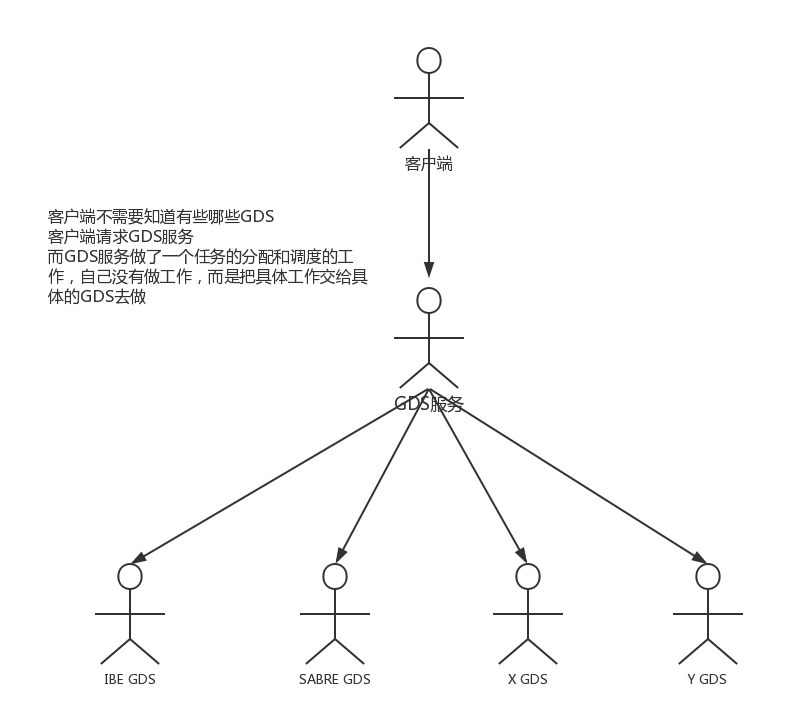 客户端
客户端不需要知道有些哪些GDS
客户端请求GDS服务
而GDS服务做了一个任务的分配和调度的工
作，自己没有做工作，而是把具体工作交给具
体的GDS去做
GDS服务
IBE GDS
SABRE GDS
X GDS
Y GDS